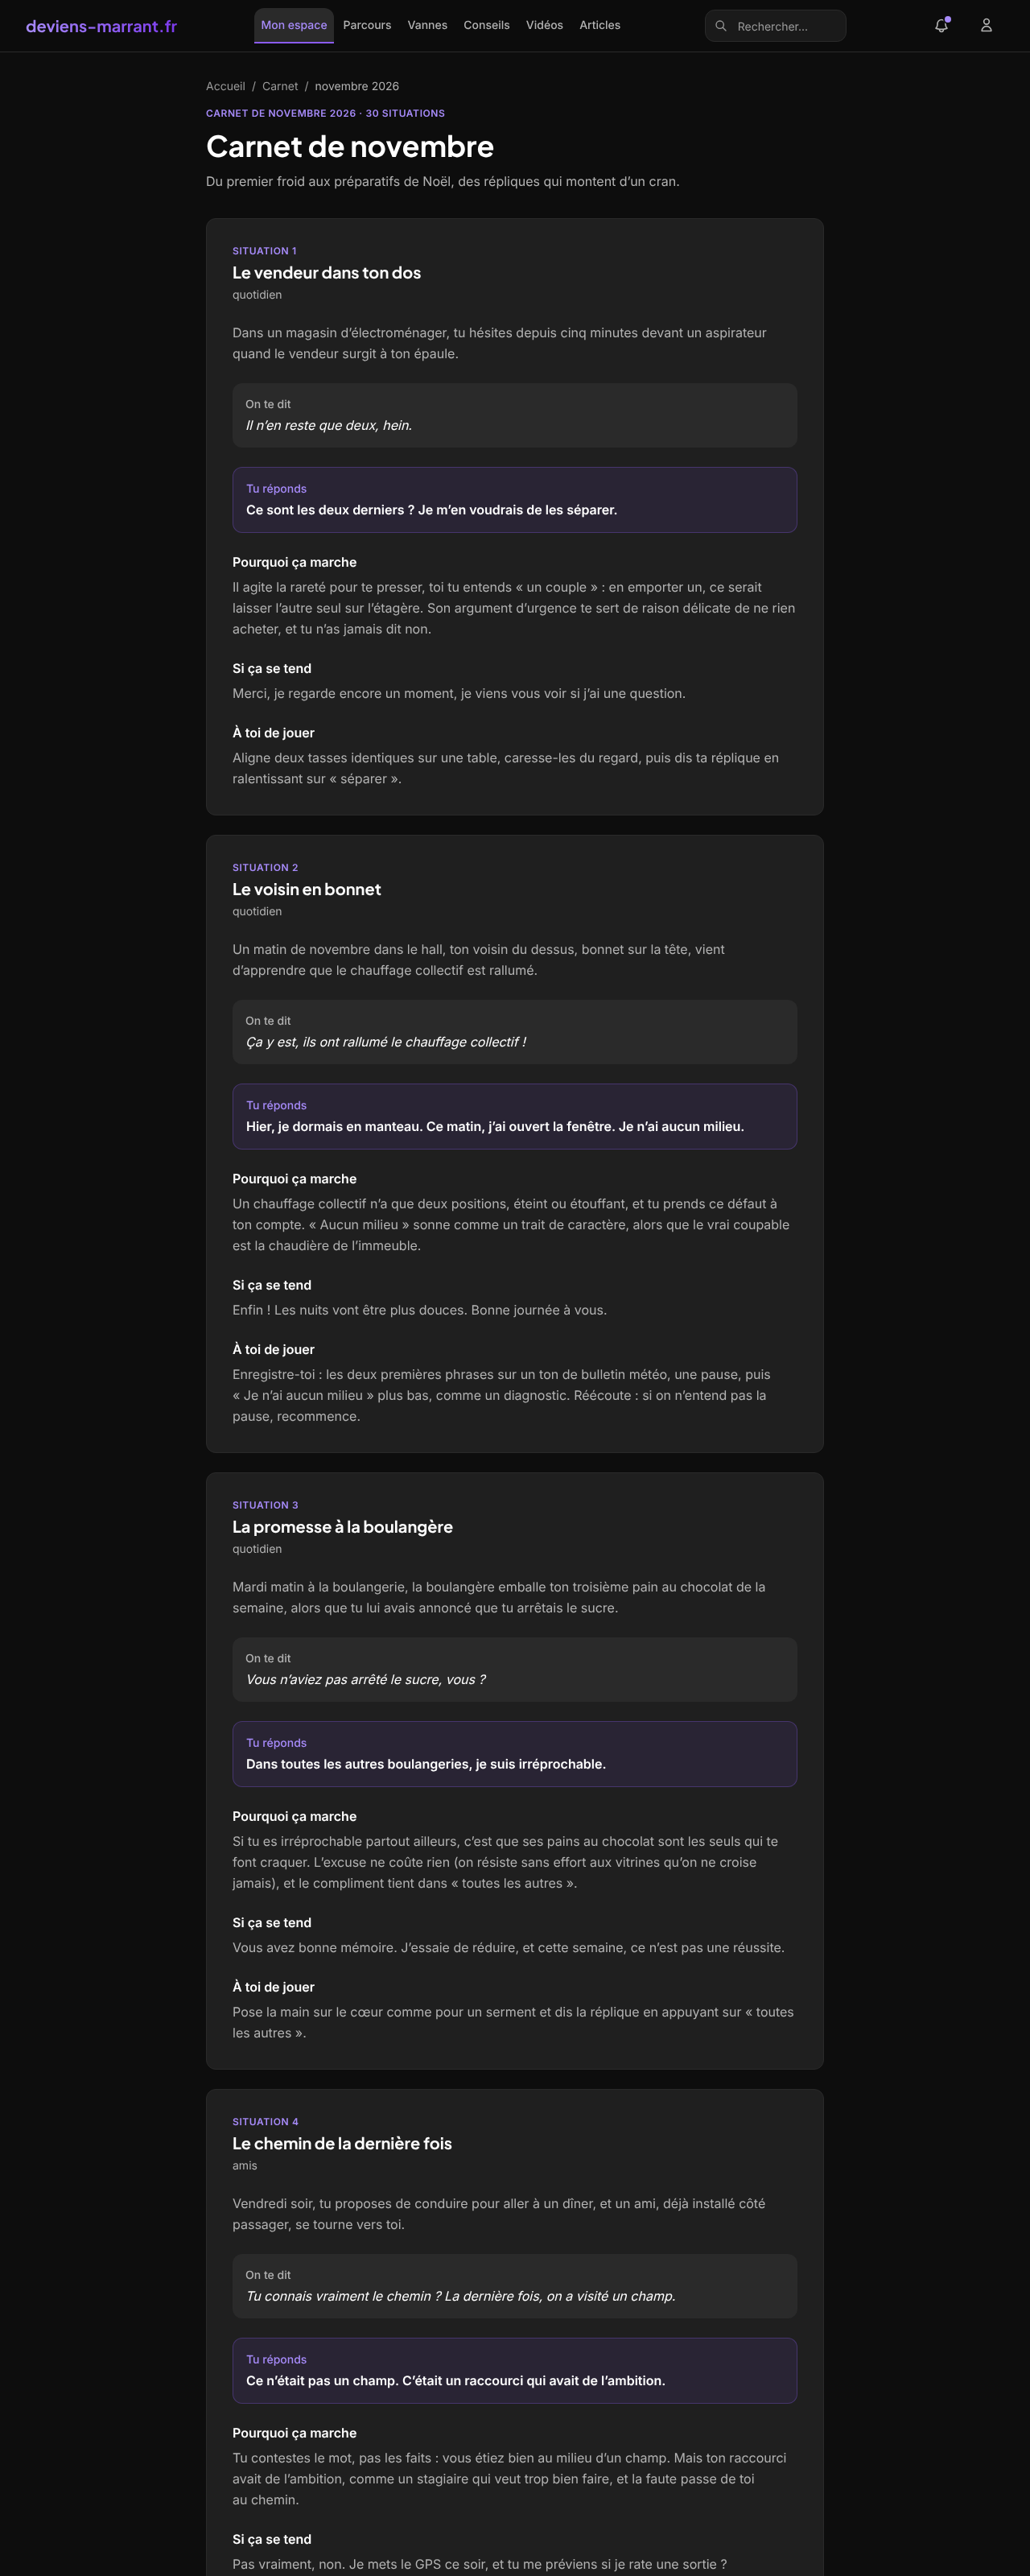 deviens-marrant.fr
Mon espace
Parcours
Vannes
Conseils
Vidéos
Articles
Rechercher...
Accueil / Carnet / novembre 2026
CARNET DE NOVEMBRE 2026 · 30 SITUATIONS
Carnet de novembre
Du premier froid aux préparatifs de Noël, des répliques qui montent d’un cran.
SITUATION 1
Le vendeur dans ton dos
quotidien
Dans un magasin d’électroménager, tu hésites depuis cinq minutes devant un aspirateur
quand le vendeur surgit à ton épaule.
On te dit
Il n’en reste que deux, hein.
Tu réponds
Ce sont les deux derniers ? Je m’en voudrais de les séparer.
Pourquoi ça marche
Il agite la rareté pour te presser, toi tu entends « un couple » : en emporter un, ce serait
laisser l’autre seul sur l’étagère. Son argument d’urgence te sert de raison délicate de ne rien
acheter, et tu n’as jamais dit non.
Si ça se tend
Merci, je regarde encore un moment, je viens vous voir si j’ai une question.
À toi de jouer
Aligne deux tasses identiques sur une table, caresse-les du regard, puis dis ta réplique en
ralentissant sur « séparer ».
SITUATION 2
Le voisin en bonnet
quotidien
Un matin de novembre dans le hall, ton voisin du dessus, bonnet sur la tête, vient
d’apprendre que le chauffage collectif est rallumé.
On te dit
Ça y est, ils ont rallumé le chauffage collectif !
Tu réponds
Hier, je dormais en manteau. Ce matin, j’ai ouvert la fenêtre. Je n’ai aucun milieu.
Pourquoi ça marche
Un chauffage collectif n’a que deux positions, éteint ou étouffant, et tu prends ce défaut à
ton compte. « Aucun milieu » sonne comme un trait de caractère, alors que le vrai coupable
est la chaudière de l’immeuble.
Si ça se tend
Enfin ! Les nuits vont être plus douces. Bonne journée à vous.
À toi de jouer
Enregistre-toi : les deux premières phrases sur un ton de bulletin météo, une pause, puis
« Je n’ai aucun milieu » plus bas, comme un diagnostic. Réécoute : si on n’entend pas la
pause, recommence.
SITUATION 3
La promesse à la boulangère
quotidien
Mardi matin à la boulangerie, la boulangère emballe ton troisième pain au chocolat de la
semaine, alors que tu lui avais annoncé que tu arrêtais le sucre.
On te dit
Vous n’aviez pas arrêté le sucre, vous ?
Tu réponds
Dans toutes les autres boulangeries, je suis irréprochable.
Pourquoi ça marche
Si tu es irréprochable partout ailleurs, c’est que ses pains au chocolat sont les seuls qui te
font craquer. L’excuse ne coûte rien (on résiste sans effort aux vitrines qu’on ne croise
jamais), et le compliment tient dans « toutes les autres ».
Si ça se tend
Vous avez bonne mémoire. J’essaie de réduire, et cette semaine, ce n’est pas une réussite.
À toi de jouer
Pose la main sur le cœur comme pour un serment et dis la réplique en appuyant sur « toutes
les autres ».
SITUATION 4
Le chemin de la dernière fois
amis
Vendredi soir, tu proposes de conduire pour aller à un dîner, et un ami, déjà installé côté
passager, se tourne vers toi.
On te dit
Tu connais vraiment le chemin ? La dernière fois, on a visité un champ.
Tu réponds
Ce n’était pas un champ. C’était un raccourci qui avait de l’ambition.
Pourquoi ça marche
Tu contestes le mot, pas les faits : vous étiez bien au milieu d’un champ. Mais ton raccourci
avait de l’ambition, comme un stagiaire qui veut trop bien faire, et la faute passe de toi
au chemin.
Si ça se tend
Pas vraiment, non. Je mets le GPS ce soir, et tu me préviens si je rate une sortie ?